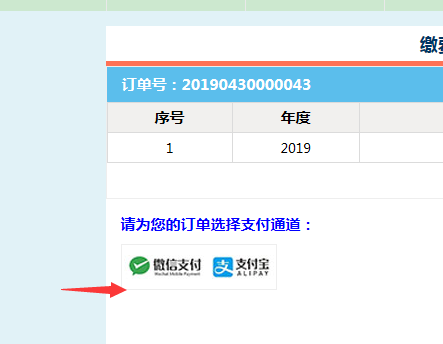 缴
订单号：20190430000043
序号 年度
1 2019
请为您的订单选择支付通道：
微信支付 支付宝
Wechat Mobile Payment ALIPAY